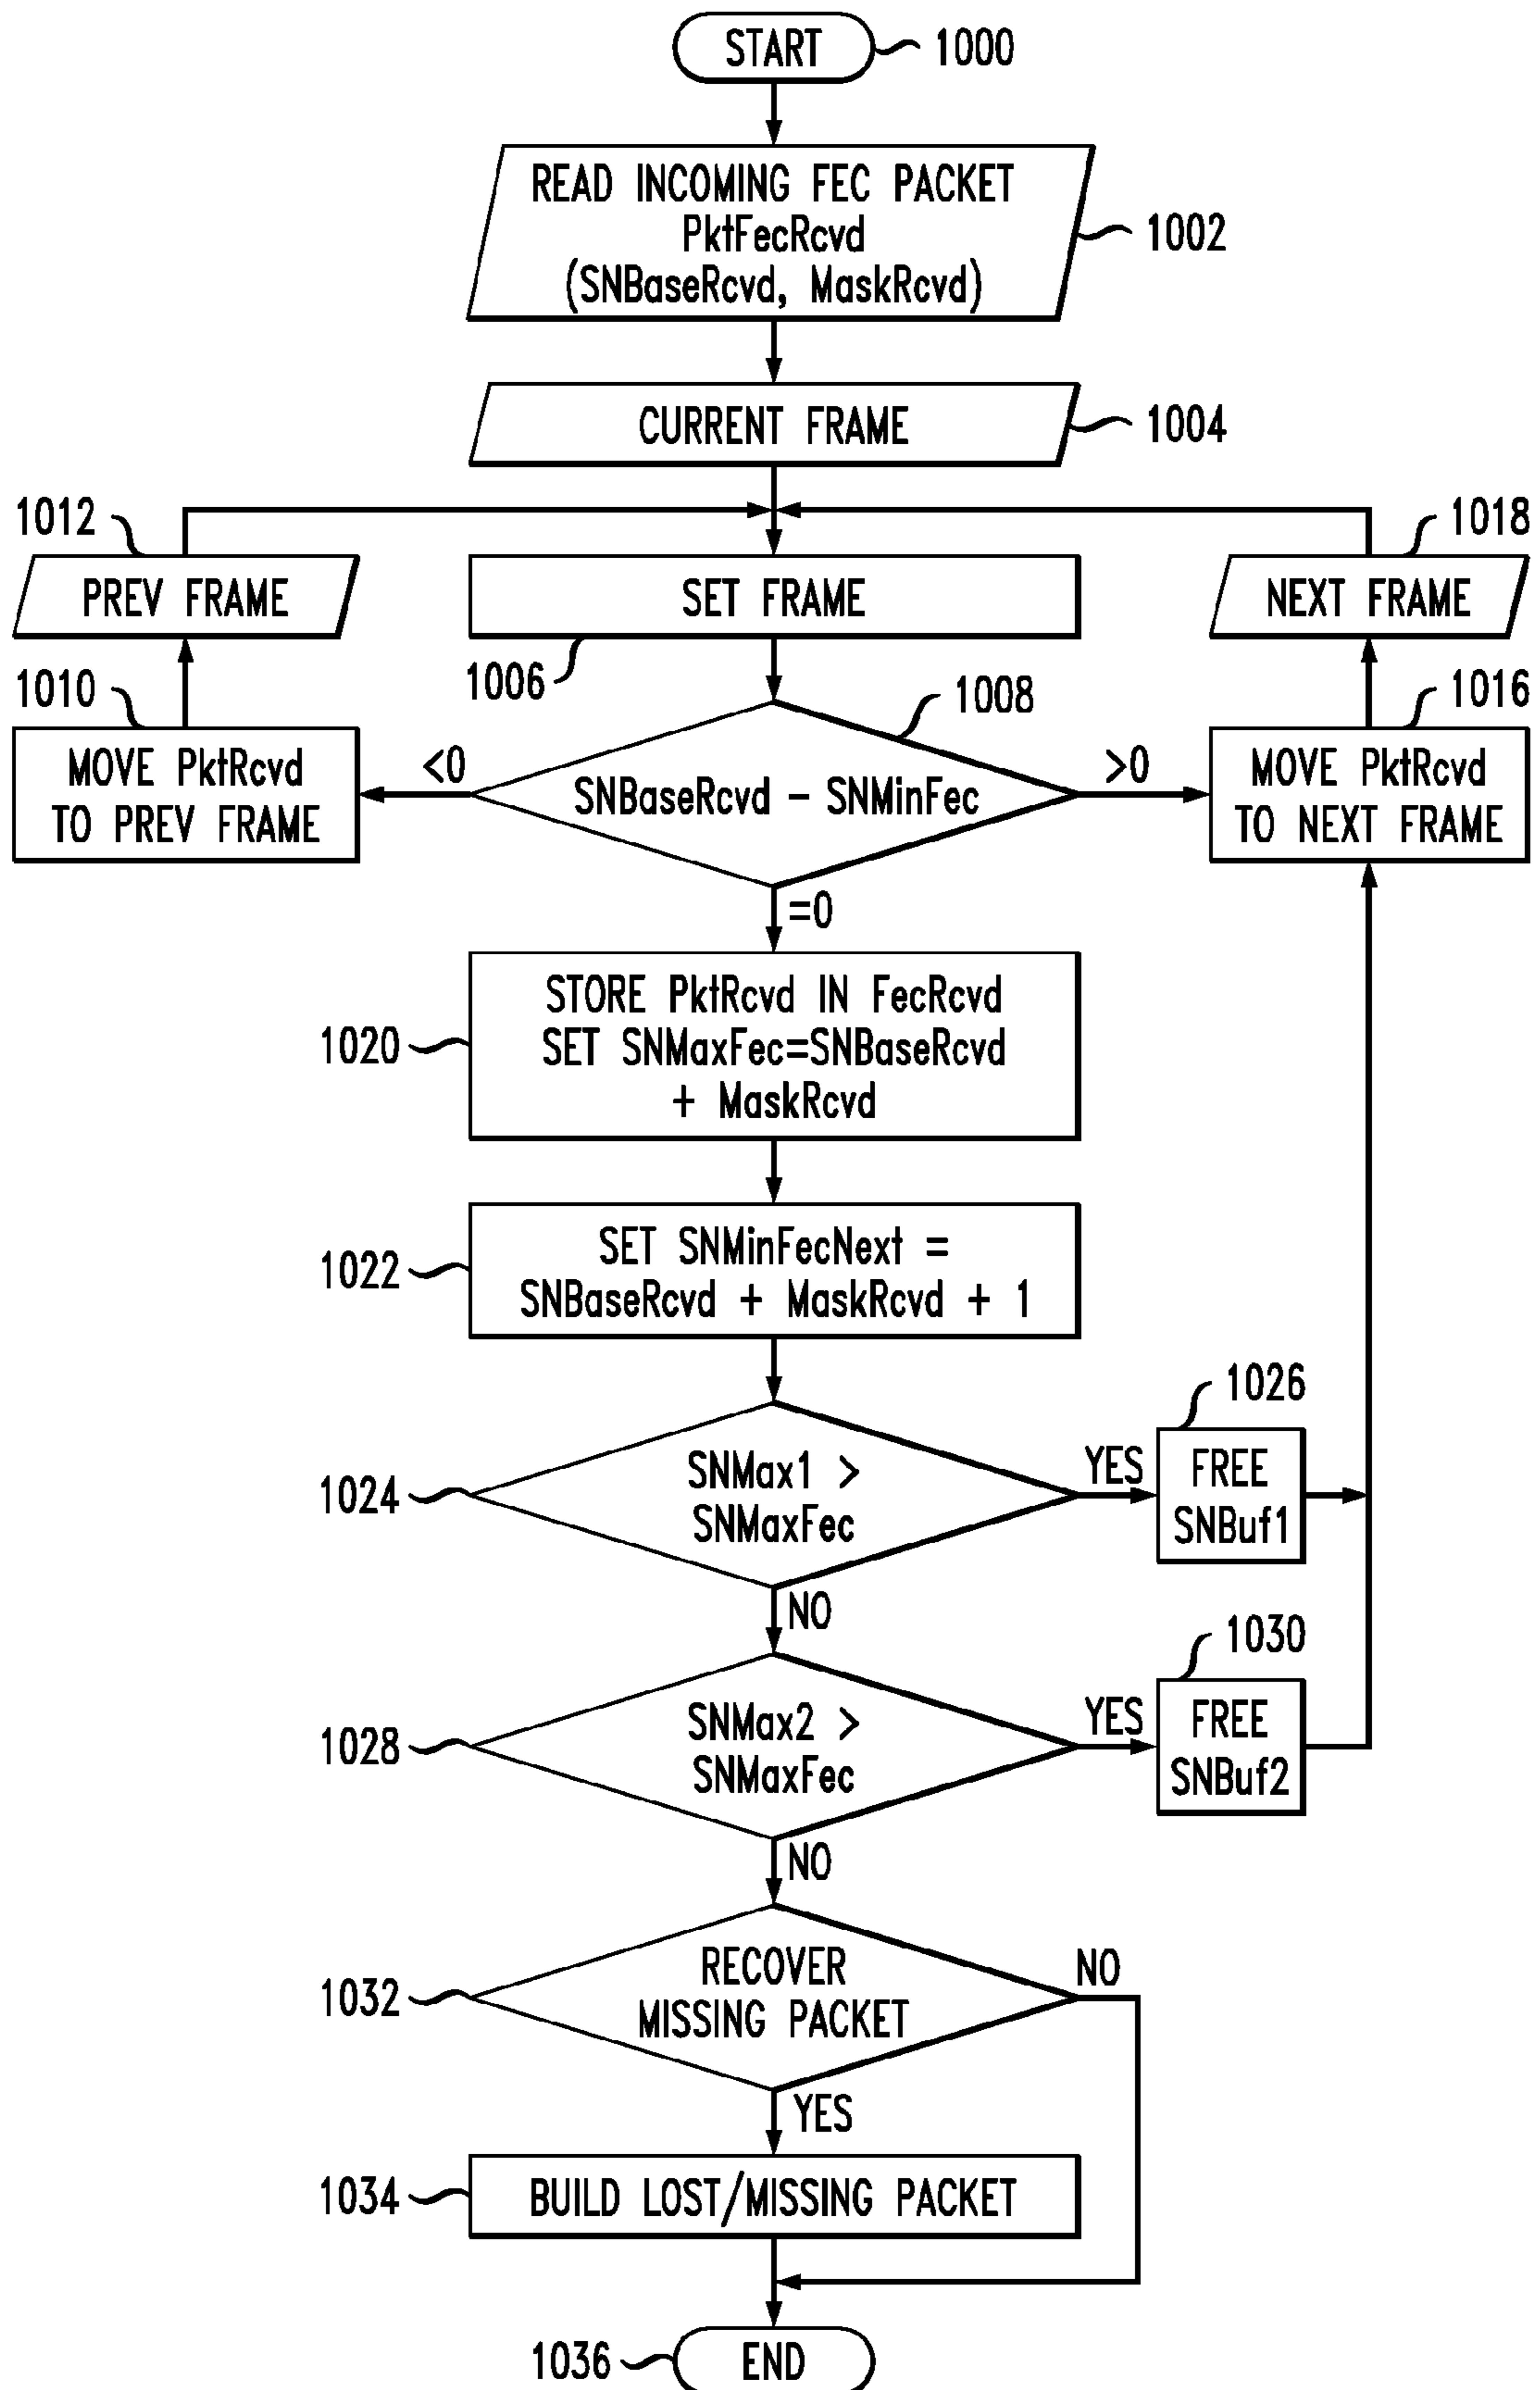 START
1000
READ INCOMING FEC PACKET
PktFecRcvd
(SNBaseRcvd, MaskRcvd)
1002
CURRENT FRAME
1004
1012
PREV FRAME
SET FRAME
1006
1018
NEXT FRAME
1010
MOVE PktRcvd
TO PREV FRAME
<0
1008
SNBaseRcvd – SNMinFec
>0
1016
MOVE PktRcvd
TO NEXT FRAME
=0
1020
STORE PktRcvd IN FecRcvd
SET SNMaxFec=SNBaseRcvd
+ MaskRcvd
1022
SET SNMinFecNext =
SNBaseRcvd + MaskRcvd + 1
1024
SNMax1 >
SNMaxFec
YES
1026
FREE
SNBuf1
NO
1028
SNMax2 >
SNMaxFec
YES
1030
FREE
SNBuf2
NO
1032
RECOVER
MISSING PACKET
NO
YES
1034
BUILD LOST/MISSING PACKET
1036
END